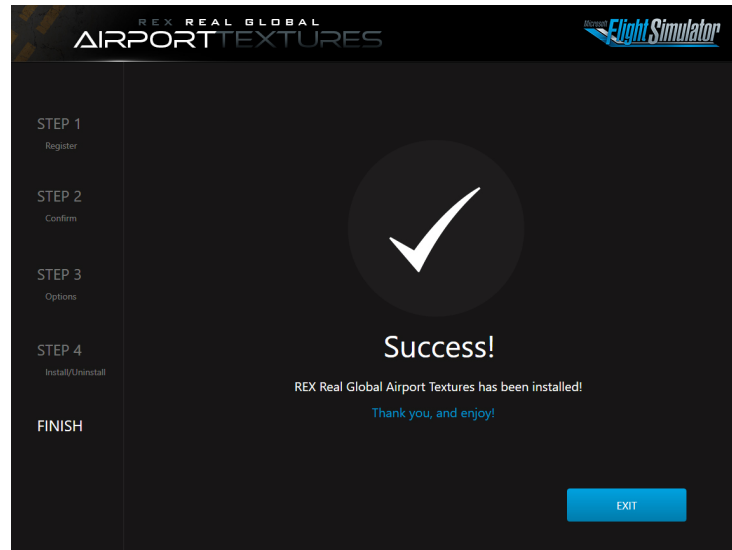 REX REAL GLOBAL
AIRPORTTEXTURES
Microsoft Flight Simulator
STEP 1
Register
STEP 2
Confirm
STEP 3
Options
STEP 4
Install/Uninstall
FINISH
Success!
REX Real Global Airport Textures has been installed!
Thank you, and enjoy!
EXIT